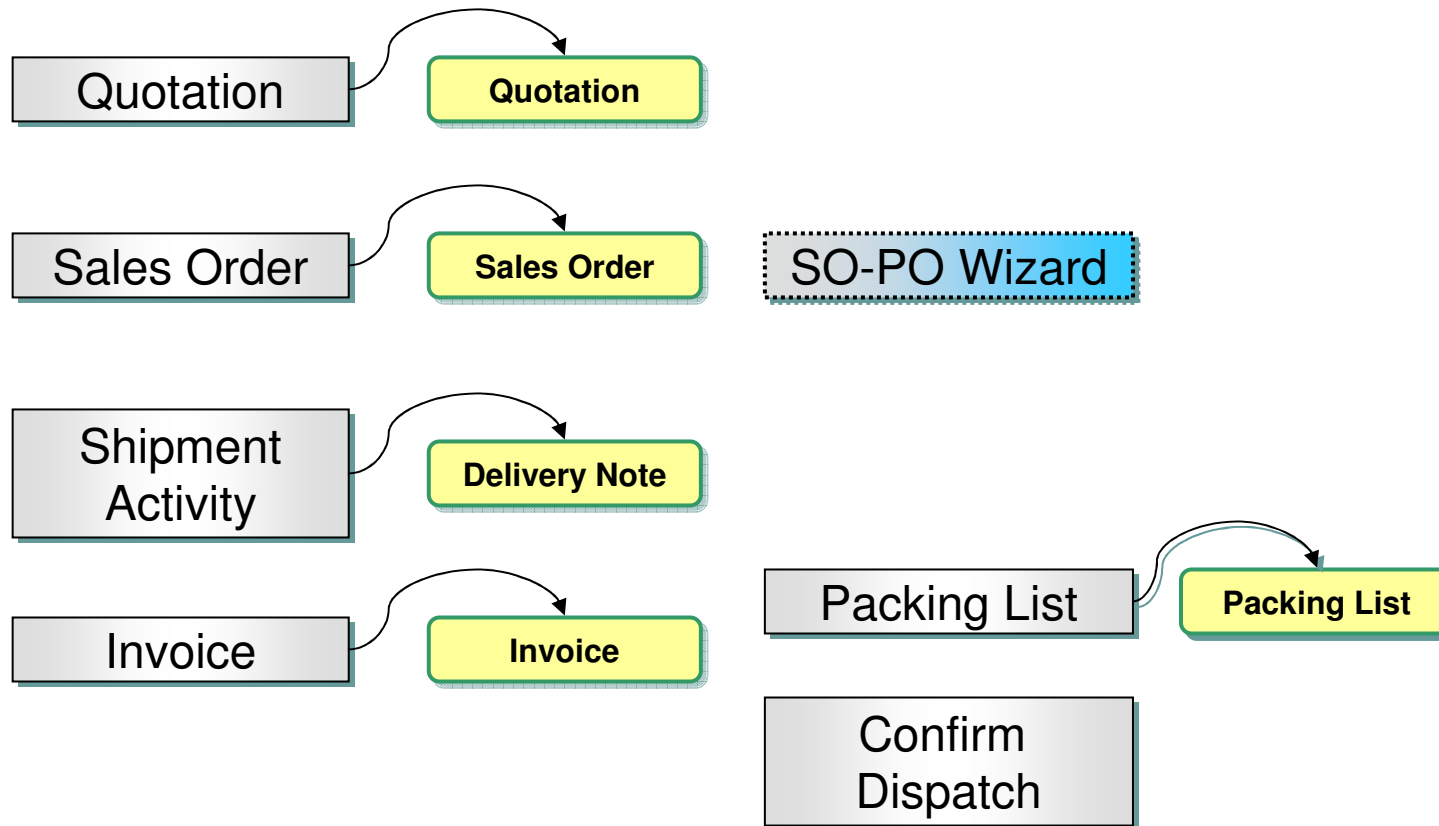 Quotation
Quotation
Sales Order
Sales Order
SO-PO Wizard
Shipment
Activity
Delivery Note
Packing List
Packing List
Invoice
Invoice
Confirm
Dispatch